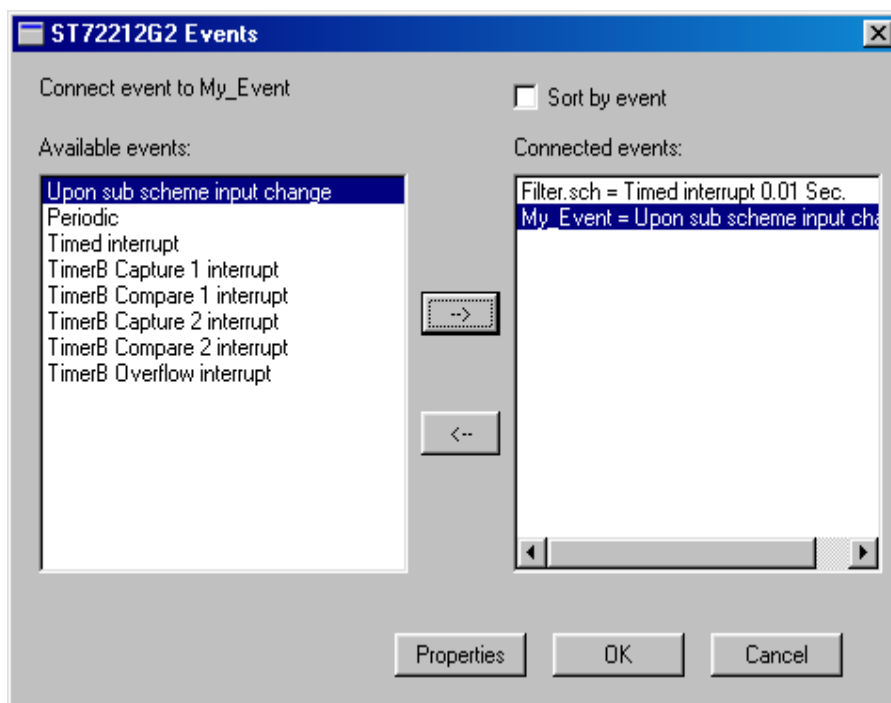 ST72212G2 Events
Connect event to My_Event
Sort by event
Available events:
Connected events:
Upon sub scheme input change
Periodic
Timed interrupt
TimerB Capture 1 interrupt
TimerB Compare 1 interrupt
TimerB Capture 2 interrupt
TimerB Compare 2 interrupt
TimerB Overflow interrupt
Filter.sch = Timed interrupt 0.01 Sec.
My_Event = Upon sub scheme input cha
-->
<--
Properties
OK
Cancel